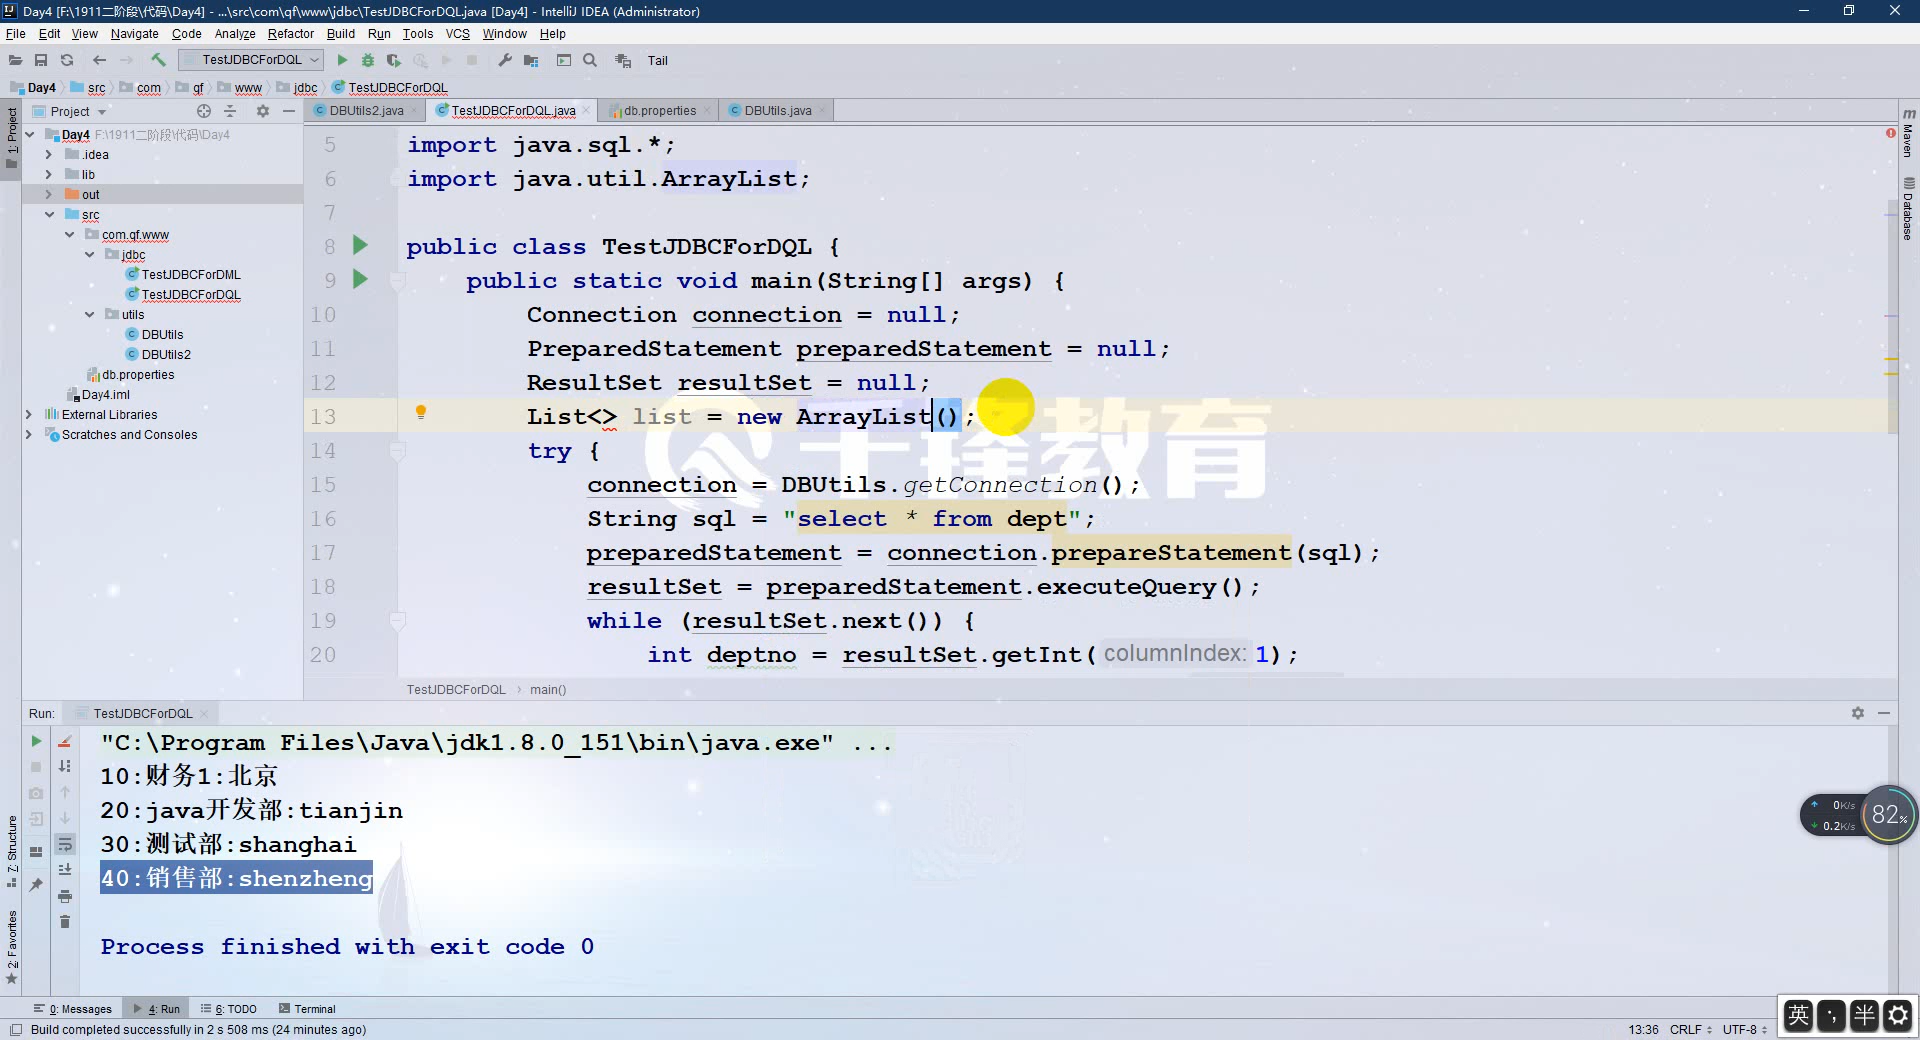 Day4 [F:\1911二阶段\代码\Day4] - ...\src\com\qf\www\jdbc\TestJDBCForDQL.java [Day4] - IntelliJ IDEA (Administrator)
File Edit View Navigate Code Analyze Refactor Build Run Tools VCS Window Help
TestJDBCForDQL
Tail
Day4 src com qf www jdbc TestJDBCForDQL
Project
DBUtils2.java TestJDBCForDQL.java db.properties DBUtils.java
1: Project
Day4 F:\1911二阶段\代码\Day4
.idea
lib
out
src
com.qf.www
jdbc
TestJDBCForDML
TestJDBCForDQL
utils
DBUtils
DBUtils2
db.properties
Day4.iml
External Libraries
Scratches and Consoles
5 import java.sql.*;
6 import java.util.ArrayList;
7
8 public class TestJDBCForDQL {
9 public static void main(String[] args) {
10 Connection connection = null;
11 PreparedStatement preparedStatement = null;
12 ResultSet resultSet = null;
13 List<> list = new ArrayList();
14 try {
15 connection = DBUtils.getConnection();
16 String sql = "select * from dept";
17 preparedStatement = connection.prepareStatement(sql);
18 resultSet = preparedStatement.executeQuery();
19 while (resultSet.next()) {
20 int deptno = resultSet.getInt( columnIndex: 1);
千锋教育
TestJDBCForDQL main()
Maven
Database
Run: TestJDBCForDQL
"C:\Program Files\Java\jdk1.8.0_151\bin\java.exe" ...
10:财务1:北京
20:java开发部:tianjin
30:测试部:shanghai
40:销售部:shenzheng
Process finished with exit code 0
7: Structure
2: Favorites
0K/s
0.2K/s
82%
0: Messages 4: Run 6: TODO Terminal
Build completed successfully in 2 s 508 ms (24 minutes ago)
13:36 CRLF UTF-8
英 半